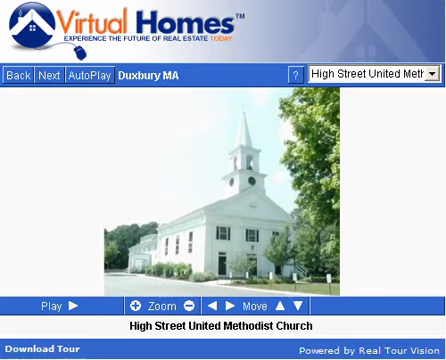 Virtual Homes™
EXPERIENCE THE FUTURE OF REAL ESTATE TODAY
Back Next AutoPlay Duxbury MA ? High Street United Meth
Play Zoom Move
High Street United Methodist Church
Download Tour Powered by Real Tour Vision